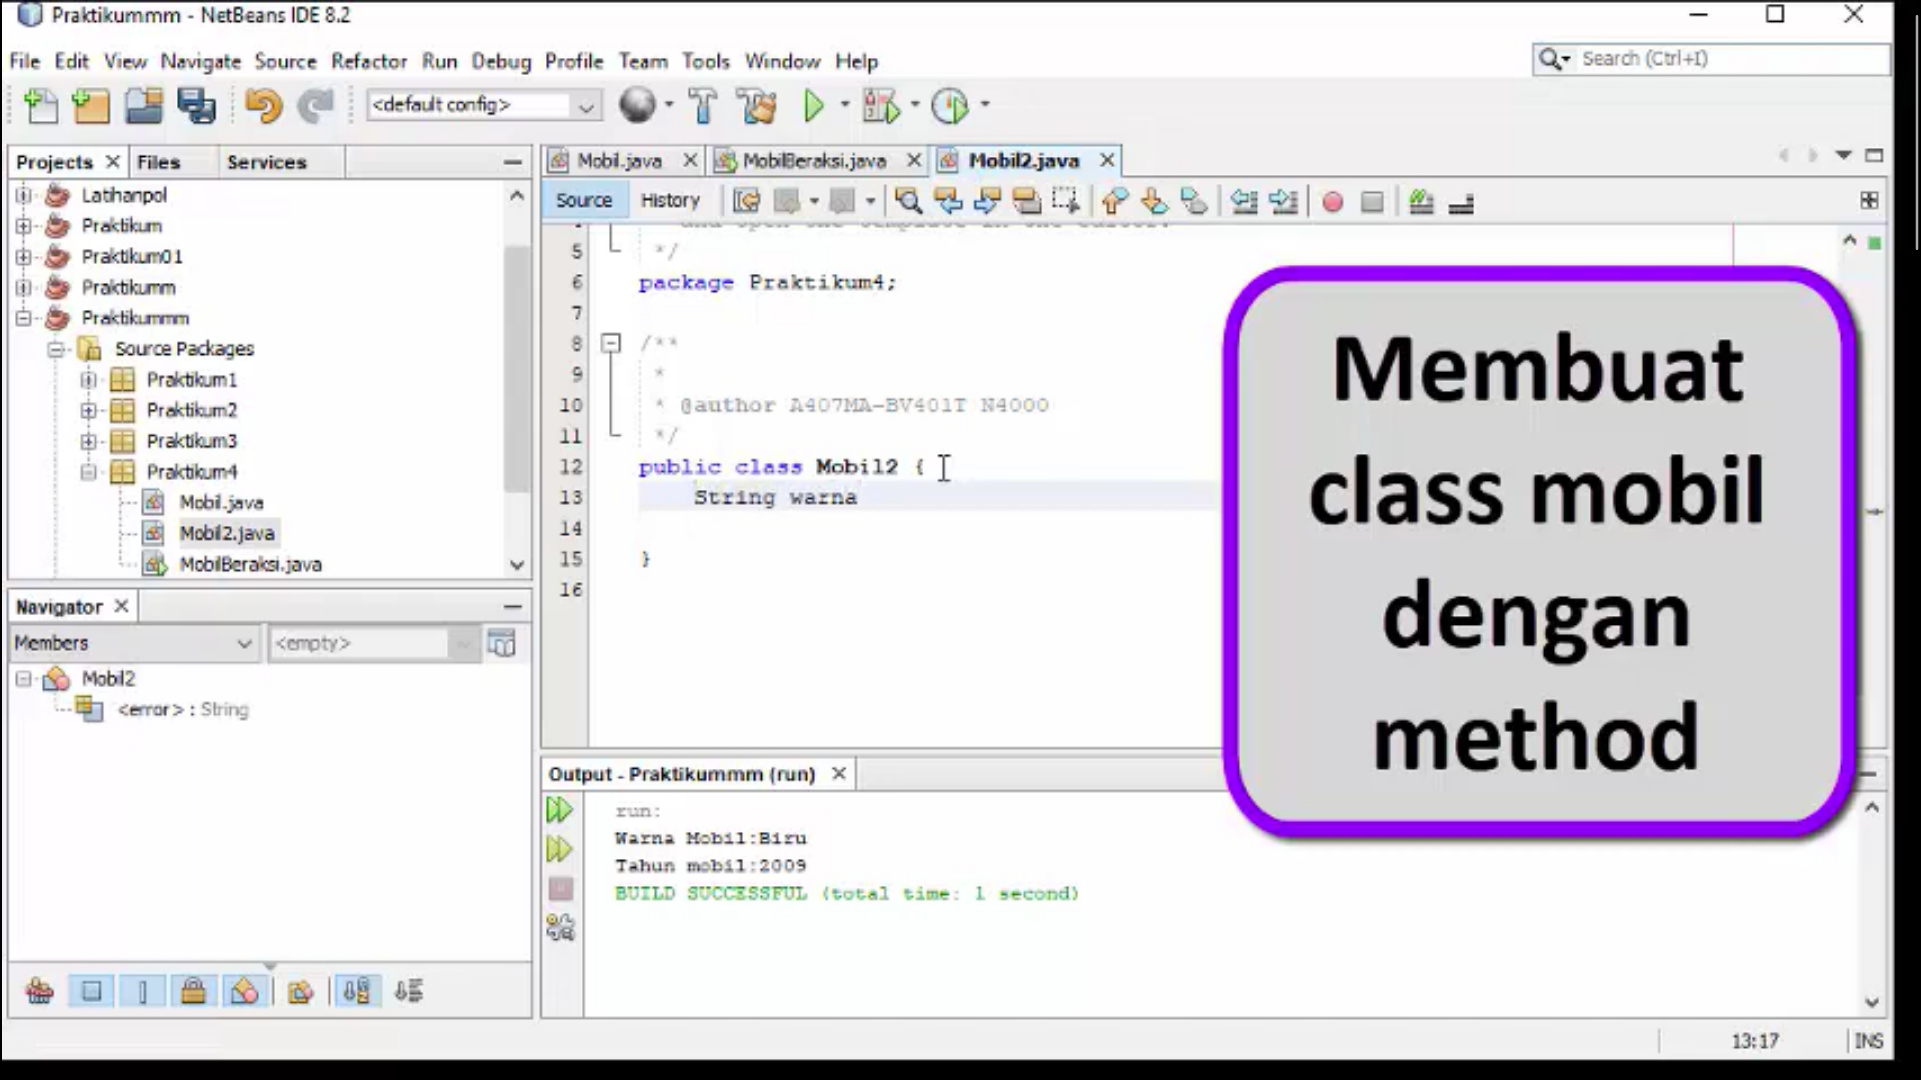 Praktikummm - NetBeans IDE 8.2
File Edit View Navigate Source Refactor Run Debug Profile Team Tools Window Help
Search (Ctrl+I)
<default config>
Projects Files Services
Lathanpol
Praktikum
Praktikum01
Praktikumm
Praktikummm
Source Packages
Praktikum1
Praktikum2
Praktikum3
Praktikum4
Mobil.java
Mobil2.java
MobilBeraksi.java
Navigator
Members
<empty>
Mobil2
<error> : String
Mobil.java MobilBeraksi.java Mobil2.java
Source History
5 */
6 package Praktikum4;
7
8 /**
9 *
10 * @author A407MA-BV401T N4000
11 */
12 public class Mobil2 {
13 String warna
14
15 }
16
Membuat
class mobil
dengan
method
Output - Praktikummm (run)
run:
Warna Mobil:Biru
Tahun mobil:2009
BUILD SUCCESSFUL (total time: 1 second)
13:17 INS